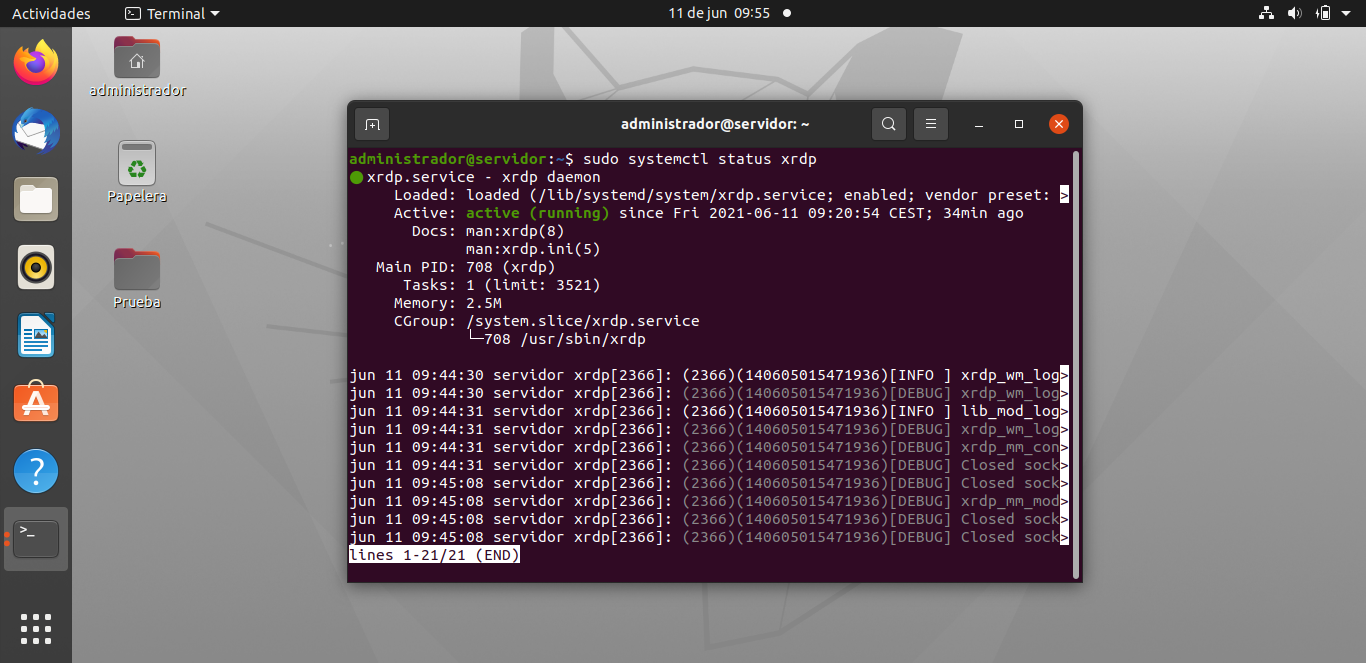 Actividades
Terminal
11 de jun 09:55
administrador
Papelera
Prueba
administrador@servidor: ~
administrador@servidor:~$ sudo systemctl status xrdp
● xrdp.service - xrdp daemon
Loaded: loaded (/lib/systemd/system/xrdp.service; enabled; vendor preset: >
Active: active (running) since Fri 2021-06-11 09:20:54 CEST; 34min ago
Docs: man:xrdp(8)
man:xrdp.ini(5)
Main PID: 708 (xrdp)
Tasks: 1 (limit: 3521)
Memory: 2.5M
CGroup: /system.slice/xrdp.service
└─708 /usr/sbin/xrdp
jun 11 09:44:30 servidor xrdp[2366]: (2366)(140605015471936)[INFO ] xrdp_wm_log>
jun 11 09:44:30 servidor xrdp[2366]: (2366)(140605015471936)[DEBUG] xrdp_wm_log>
jun 11 09:44:31 servidor xrdp[2366]: (2366)(140605015471936)[INFO ] lib_mod_log>
jun 11 09:44:31 servidor xrdp[2366]: (2366)(140605015471936)[DEBUG] xrdp_wm_log>
jun 11 09:44:31 servidor xrdp[2366]: (2366)(140605015471936)[DEBUG] xrdp_mm_con>
jun 11 09:44:31 servidor xrdp[2366]: (2366)(140605015471936)[DEBUG] Closed sock>
jun 11 09:45:08 servidor xrdp[2366]: (2366)(140605015471936)[DEBUG] Closed sock>
jun 11 09:45:08 servidor xrdp[2366]: (2366)(140605015471936)[DEBUG] xrdp_mm_mod>
jun 11 09:45:08 servidor xrdp[2366]: (2366)(140605015471936)[DEBUG] Closed sock>
jun 11 09:45:08 servidor xrdp[2366]: (2366)(140605015471936)[DEBUG] Closed sock>
lines 1-21/21 (END)